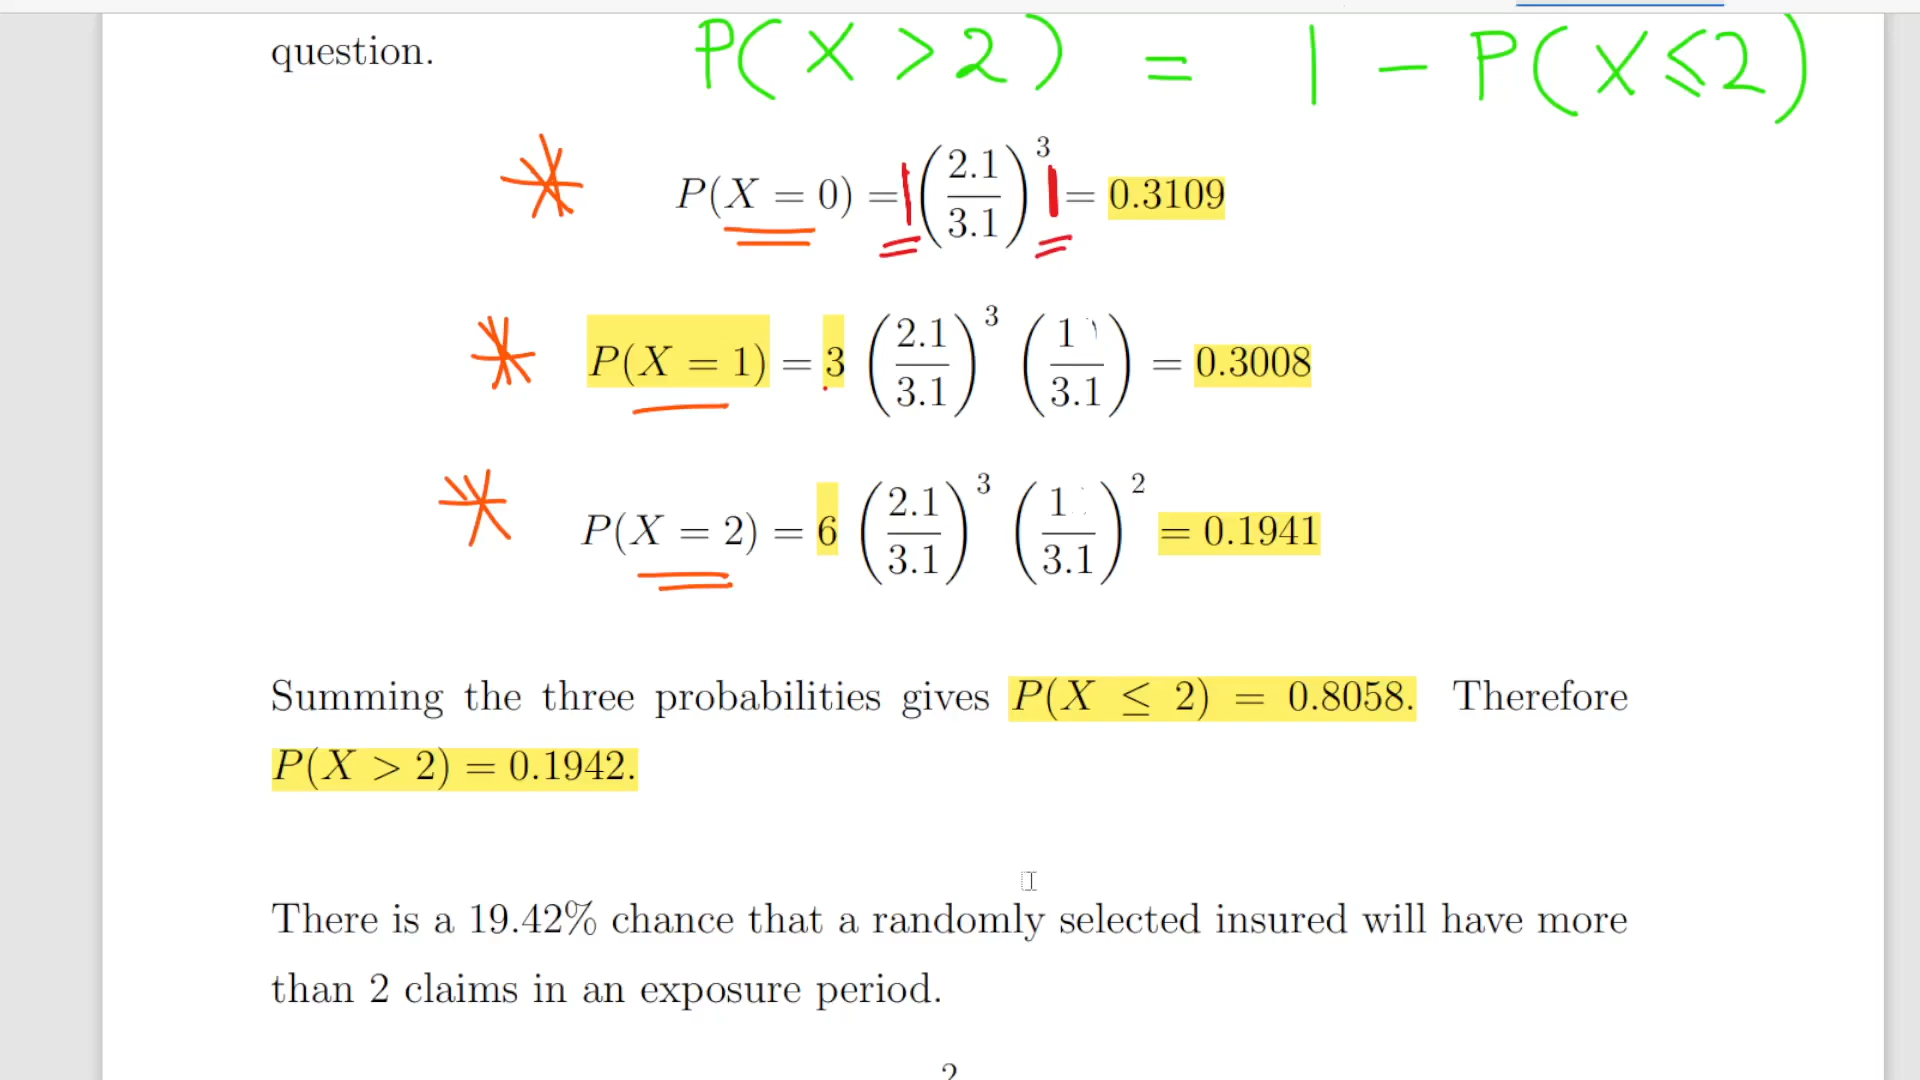 question.
P(X > 2) = 1 - P(X ≤ 2)
P(X = 0) = 1 (2.1/3.1)^3 1 = 0.3109
P(X = 1) = 3 (2.1/3.1)^3 (1/3.1) = 0.3008
P(X = 2) = 6 (2.1/3.1)^3 (1/3.1)^2 = 0.1941
Summing the three probabilities gives P(X ≤ 2) = 0.8058. Therefore
P(X > 2) = 0.1942.
There is a 19.42% chance that a randomly selected insured will have more
than 2 claims in an exposure period.
2